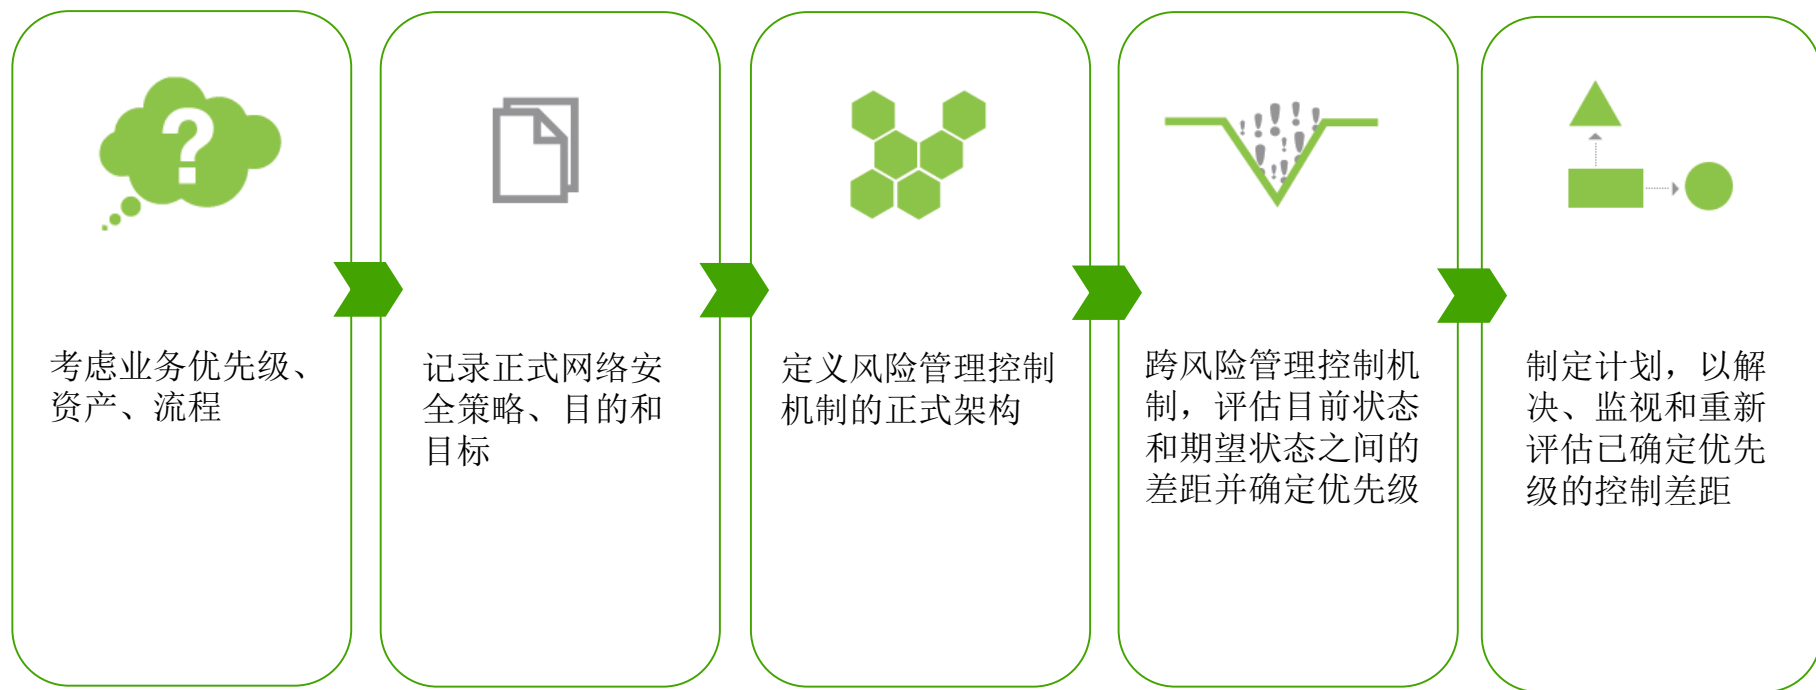 ?
考虑业务优先级、
资产、流程
记录正式网络安
全策略、目的和
目标
定义风险管理控制
机制的正式架构
跨风险管理控制机
制，评估目前状态
和期望状态之间的
差距并确定优先级
制定计划，以解
决、监视和重新
评估已确定优先
级的控制差距